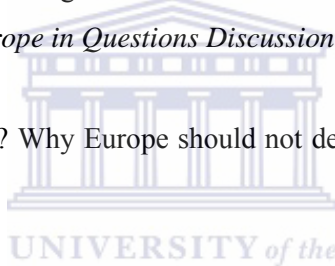 rope in Questions Discussion
? Why Europe should not de
UNIVERSITY of the